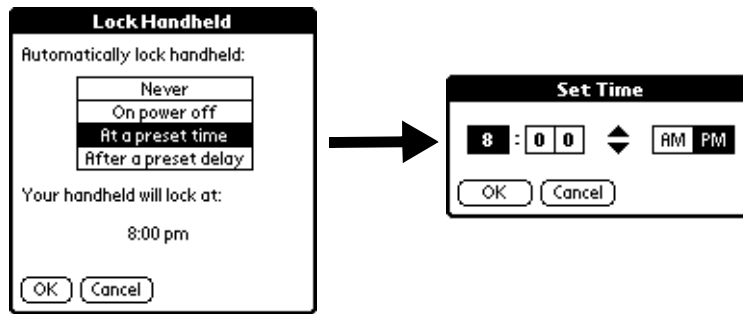 Lock Handheld
Automatically lock handheld:
Never
On power off
At a preset time
After a preset delay
Your handheld will lock at:
8:00 pm
OK Cancel
Set Time
8 : 0 0 AM PM
OK Cancel